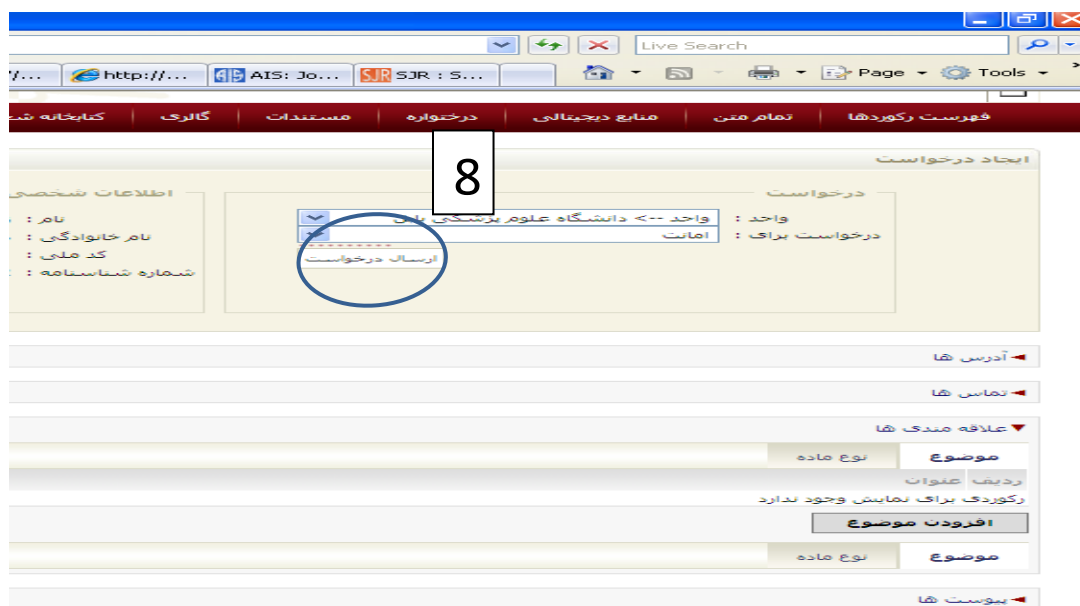 Live Search
/... http://... AIS: Jo... SJR SJR : S... Page Tools
فهرست رکوردها | تمام متن | منابع دیجیتالی | درختواره | مستندات | گالری | کتابخانه
ایجاد درخواست
8
درخواست
واحد : واحد --> دانشگاه علوم پزشکی بابل
درخواست برای : امانت
ارسال درخواست
اطلاعات شخصی
نام :
نام خانوادگی :
کد ملی :
شماره شناسنامه :
آدرس ها
تماس ها
علاقه مندی ها
موضوع نوع ماده
ردیف عنوان
رکوردی برای نمایش وجود ندارد
افزودن موضوع
موضوع نوع ماده
پیوست ها